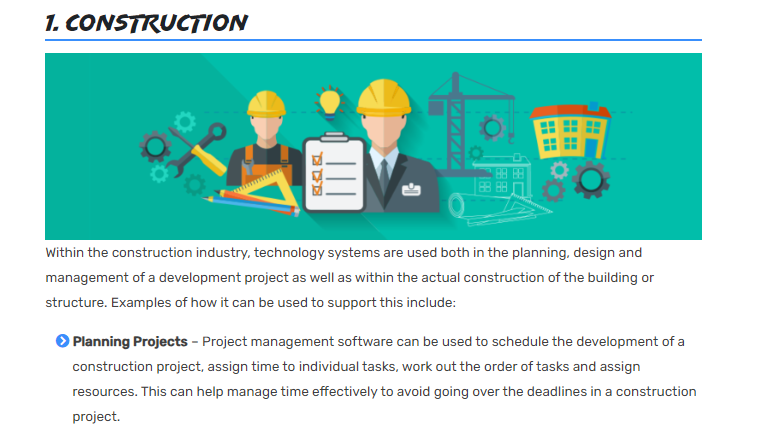 1. CONSTRUCTION
Within the construction industry, technology systems are used both in the planning, design and
management of a development project as well as within the actual construction of the building or
structure. Examples of how it can be used to support this include:
Planning Projects – Project management software can be used to schedule the development of a
construction project, assign time to individual tasks, work out the order of tasks and assign
resources. This can help manage time effectively to avoid going over the deadlines in a construction
project.